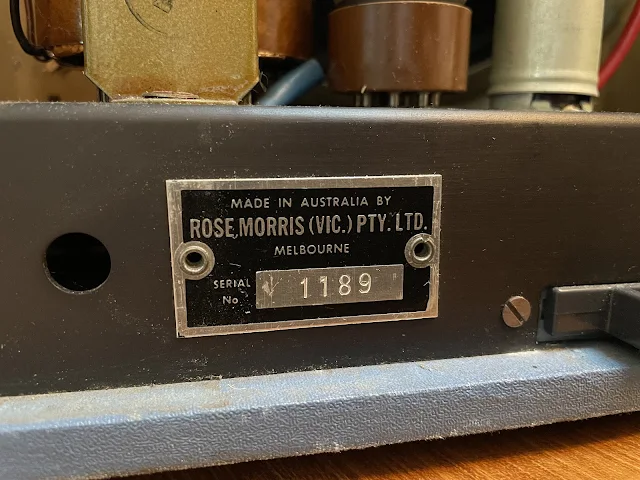 MADE IN AUSTRALIA BY
ROSE, MORRIS (VIC.) PTY. LTD.
MELBOURNE
SERIAL
No
1189